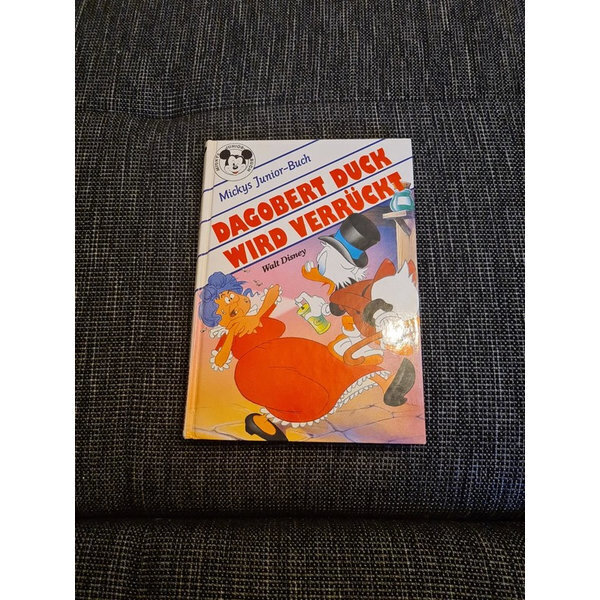 Mickys Junior-Buch
DAGOBERT DUCK
WIRD VERRÜCKT
Walt Disney